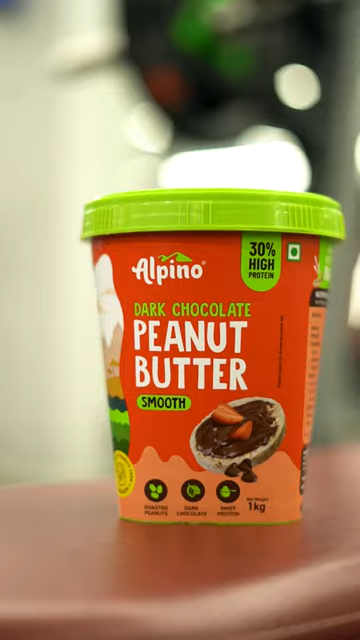 Alpino
30%
HIGH
PROTEIN
DARK CHOCOLATE
PEANUT
BUTTER
SMOOTH
ROASTED
PEANUTS
DARK
CHOCOLATE
WHEY
PROTEIN
Net Weight
1kg